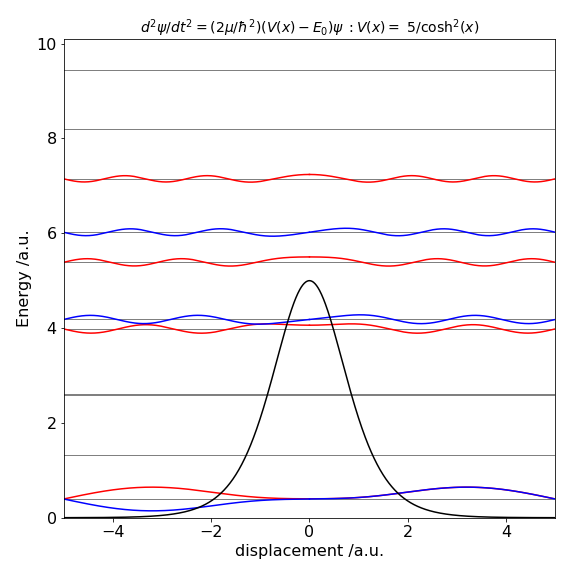 d²ψ/dt² = (2μ/ħ²)(V(x) − E₀)ψ : V(x) = 5/cosh²(x)
10
8
6
4
2
0
Energy /a.u.
−4 −2 0 2 4
displacement /a.u.